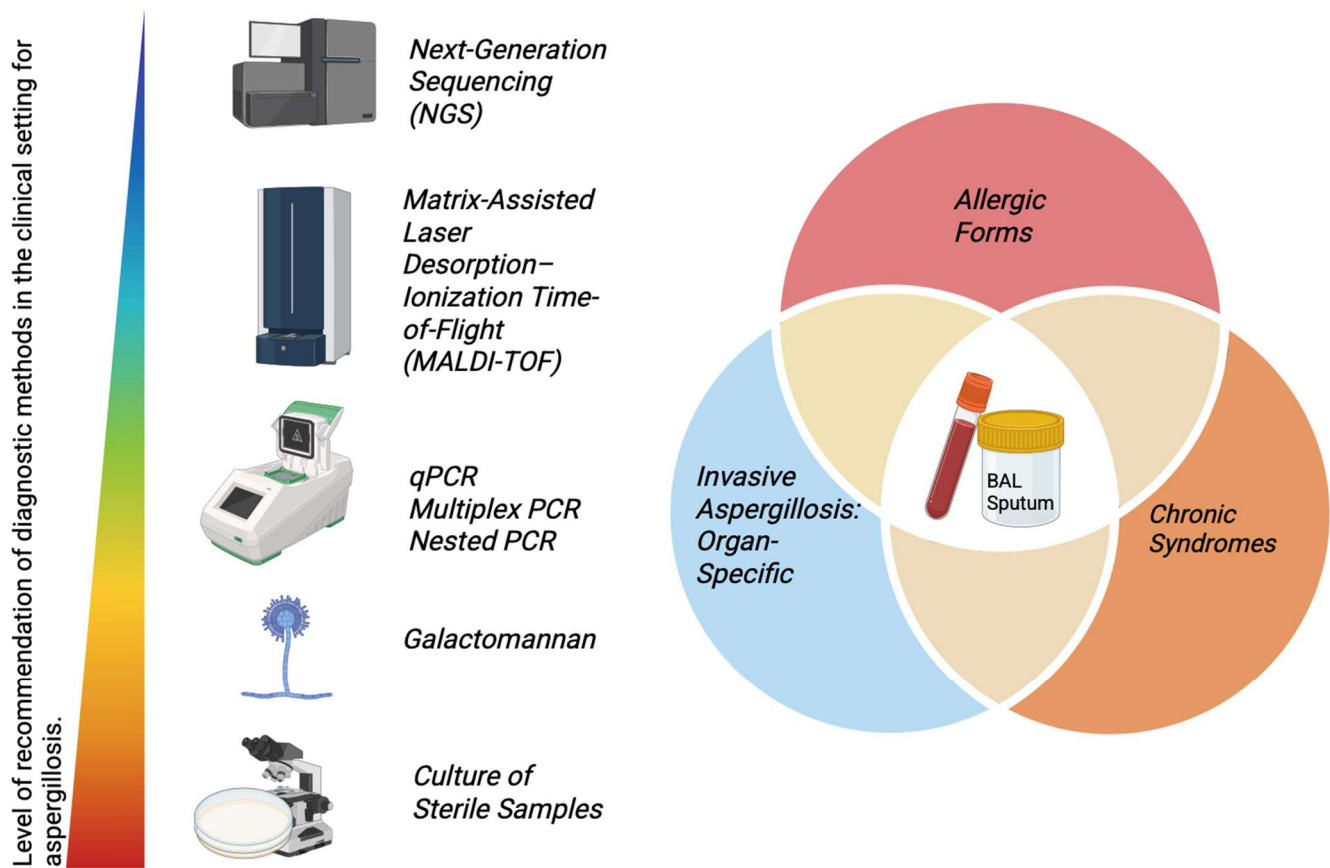 Level of recommendation of diagnostic methods in the clinical setting for
aspergillosis.
Next-Generation
Sequencing
(NGS)
Matrix-Assisted
Laser
Desorption–
Ionization Time-
of-Flight
(MALDI-TOF)
qPCR
Multiplex PCR
Nested PCR
Galactomannan
Culture of
Sterile Samples
Allergic
Forms
Invasive
Aspergillosis:
Organ-
Specific
BAL
Sputum
Chronic
Syndromes